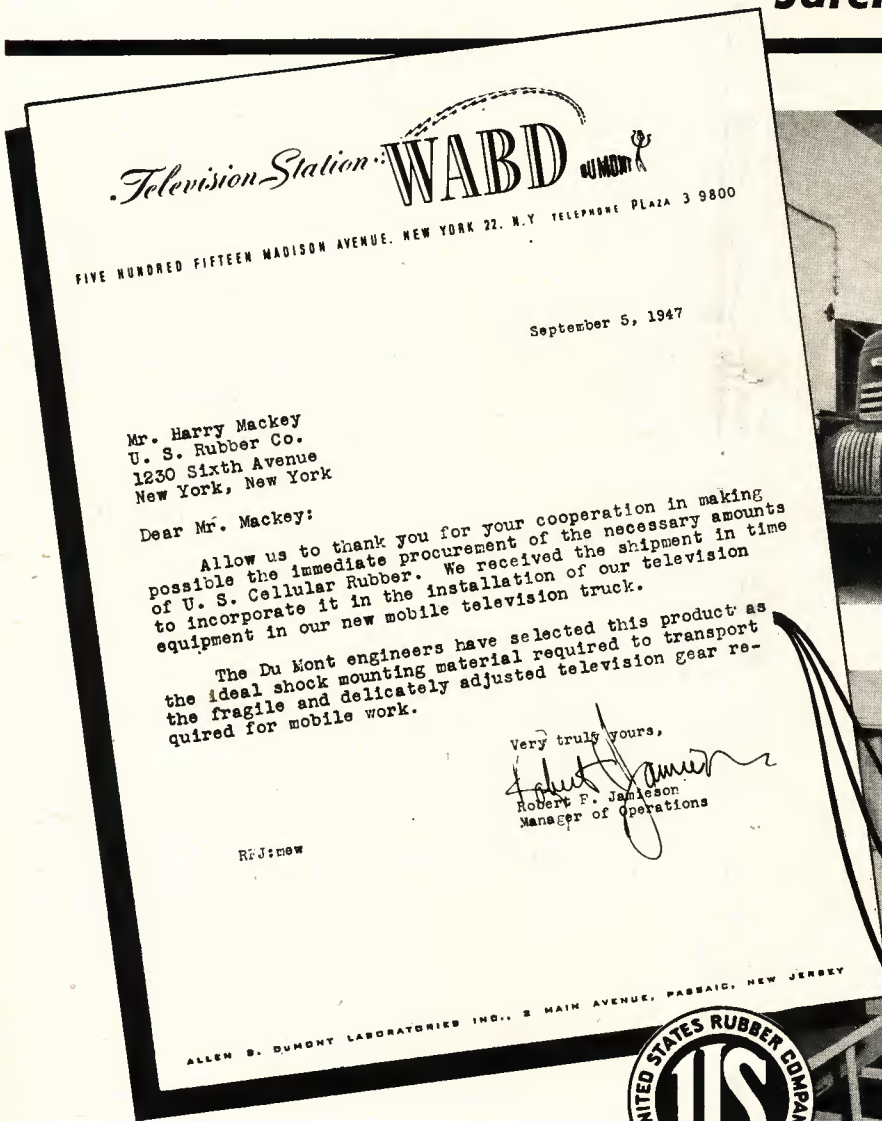 Television Station WABD DUMONT
FIVE HUNDRED FIFTEEN MADISON AVENUE. NEW YORK 22. N.Y TELEPHONE PLAZA 3 9800
September 5, 1947
Mr. Harry Mackey
U. S. Rubber Co.
1230 Sixth Avenue
New York, New York
Dear Mr. Mackey:
Allow us to thank you for your cooperation in making
possible the immediate procurement of the necessary amounts
of U. S. Cellular Rubber. We received the shipment in time
to incorporate it in the installation of our television
equipment in our new mobile television truck.
The Du Mont engineers have selected this product as
the ideal shock mounting material required to transport
the fragile and delicately adjusted television gear re-
quired for mobile work.
Very truly yours,
Robert F. Jamieson
Robert F. Jamieson
Manager of Operations
RFJ:mew
ALLEN B. DUMONT LABORATORIES INC., 2 MAIN AVENUE, PASSAIC, NEW JERSEY
UNITED STATES RUBBER
US